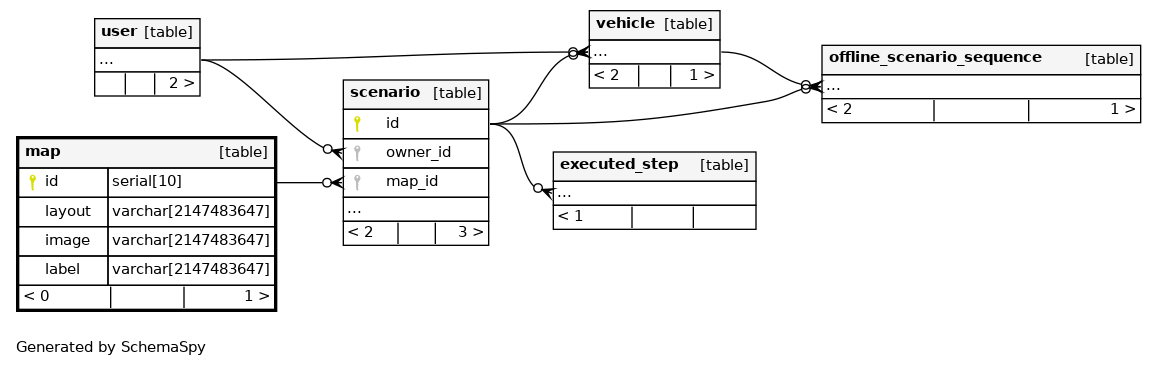 user [table]
...
2 >
map [table]
id serial[10]
layout varchar[2147483647]
image varchar[2147483647]
label varchar[2147483647]
< 0 1 >
scenario [table]
id
owner_id
map_id
...
< 2 3 >
vehicle [table]
...
< 2 1 >
executed_step [table]
...
< 1
offline_scenario_sequence [table]
...
< 2 1 >
Generated by SchemaSpy